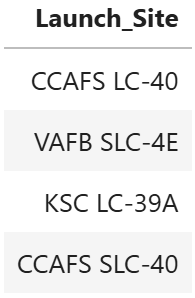 Launch_Site
CCAFS LC-40
VAFB SLC-4E
KSC LC-39A
CCAFS SLC-40